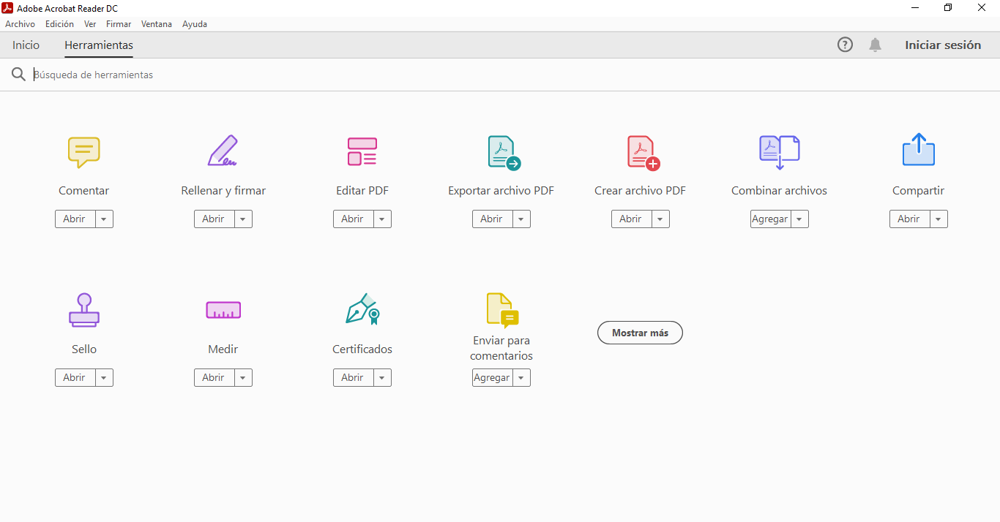 Adobe Acrobat Reader DC
Archivo Edición Ver Firmar Ventana Ayuda
Inicio Herramientas Iniciar sesión
Búsqueda de herramientas
Comentar Rellenar y firmar Editar PDF Exportar archivo PDF Crear archivo PDF Combinar archivos Compartir
Abrir Abrir Abrir Abrir Abrir Agregar Abrir
Sello Medir Certificados Enviar para
comentarios
Mostrar más
Abrir Abrir Abrir Agregar